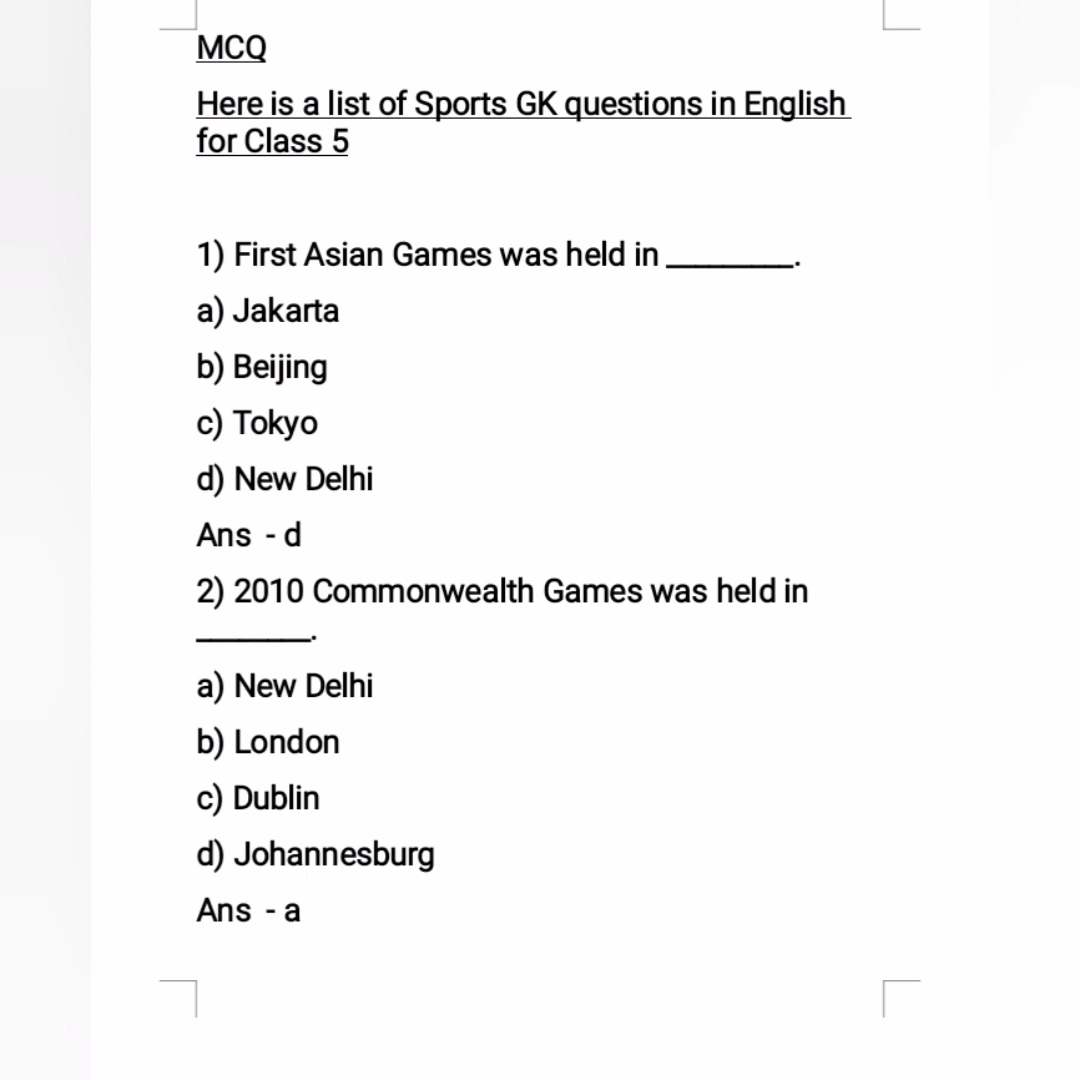 MCQ
Here is a list of Sports GK questions in English
for Class 5
1) First Asian Games was held in _________.
a) Jakarta
b) Beijing
c) Tokyo
d) New Delhi
Ans - d
2) 2010 Commonwealth Games was held in
________.
a) New Delhi
b) London
c) Dublin
d) Johannesburg
Ans - a